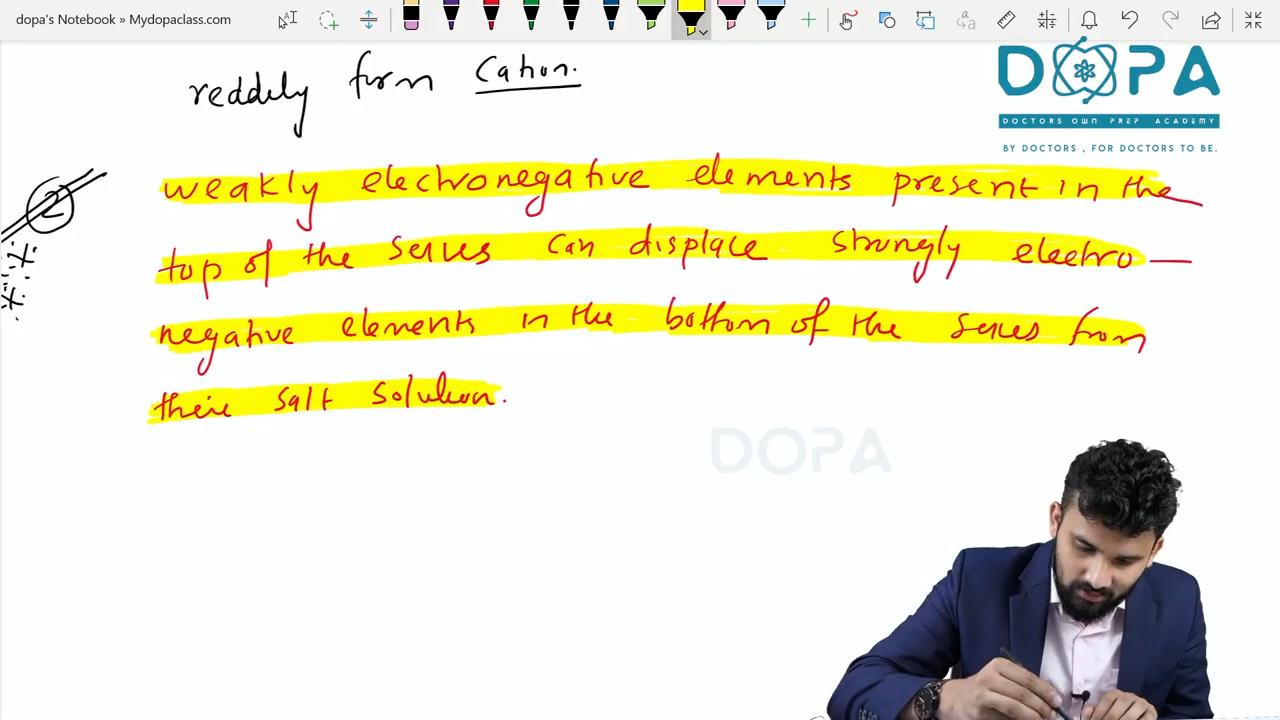 dopa's Notebook » Mydopaclass.com
DOPA
DOCTORS OWN PREP ACADEMY
BY DOCTORS , FOR DOCTORS TO BE.
reddely form Cation.
2
weakly electronegative elements present in the
top of the series can displace strongly electro —
negative elements in the bottom of the series from
their salt solution.
DOPA